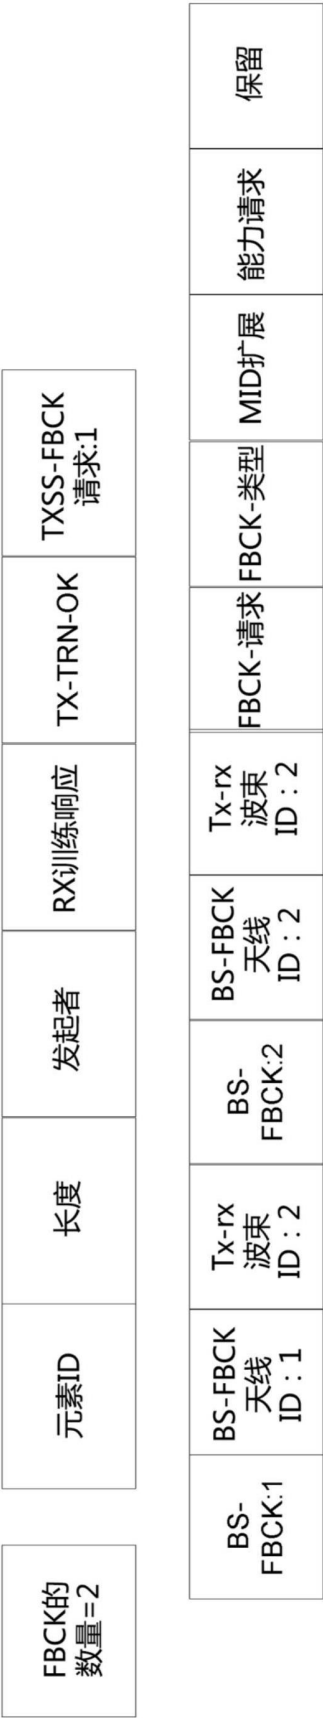 FBCK的
数量=2
元素ID
长度
发起者
RX训练响应
TX-TRN-OK
TXSS-FBCK
请求:1
BS-
FBCK:1
BS-FBCK
天线
ID：1
Tx-rx
波束
ID：2
BS-
FBCK:2
BS-FBCK
天线
ID：2
Tx-rx
波束
ID：2
FBCK-请求
FBCK-类型
MID扩展
能力请求
保留